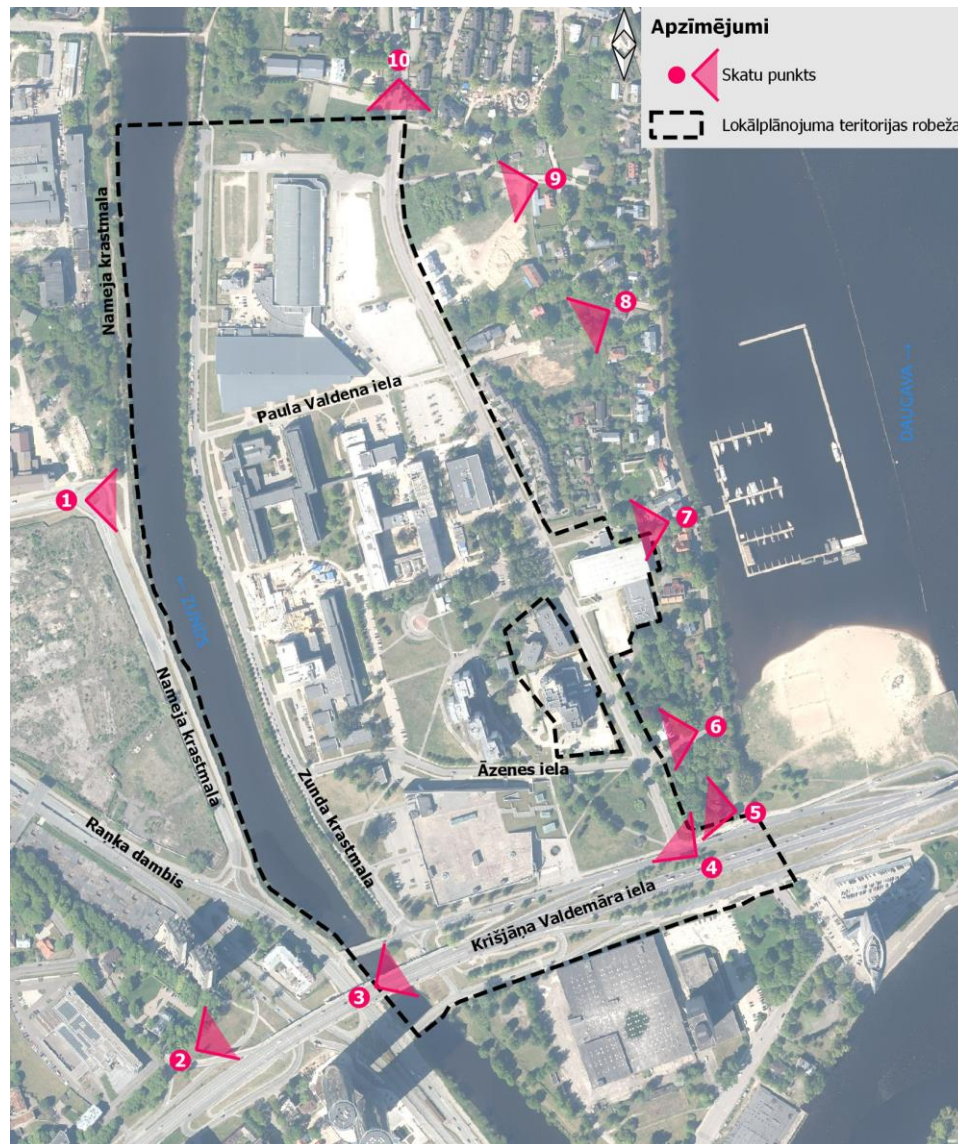 Apzīmējumi
Skatu punkts
Lokālplānojuma teritorijas robeža
10
9
8
Nameja krastmala
DAUGAVA →
Paula Valdena iela
1
7
← ZUNDS
Nameja krastmala
6
Āzenes iela
Zunda krastmala
5
Raņķa dambis
4
Krišjāņa Valdemāra iela
3
2